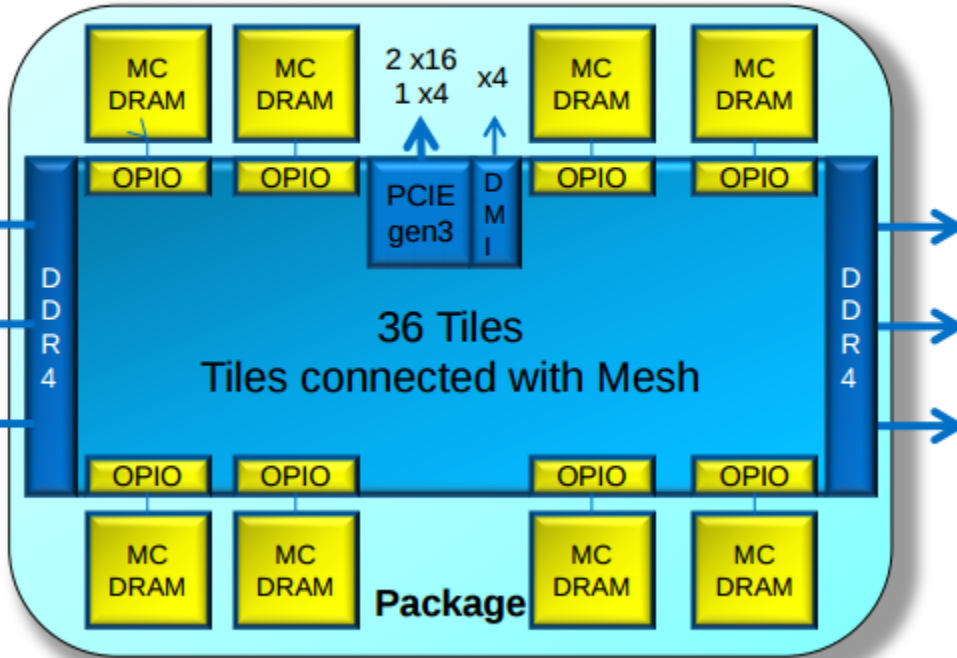 MC
DRAM
MC
DRAM
2 x16
1 x4
x4
MC
DRAM
MC
DRAM
OPIO
OPIO
PCIE
gen3
D
M
I
OPIO
OPIO
D
D
R
4
36 Tiles
Tiles connected with Mesh
D
D
R
4
OPIO
OPIO
OPIO
OPIO
MC
DRAM
MC
DRAM
Package
MC
DRAM
MC
DRAM